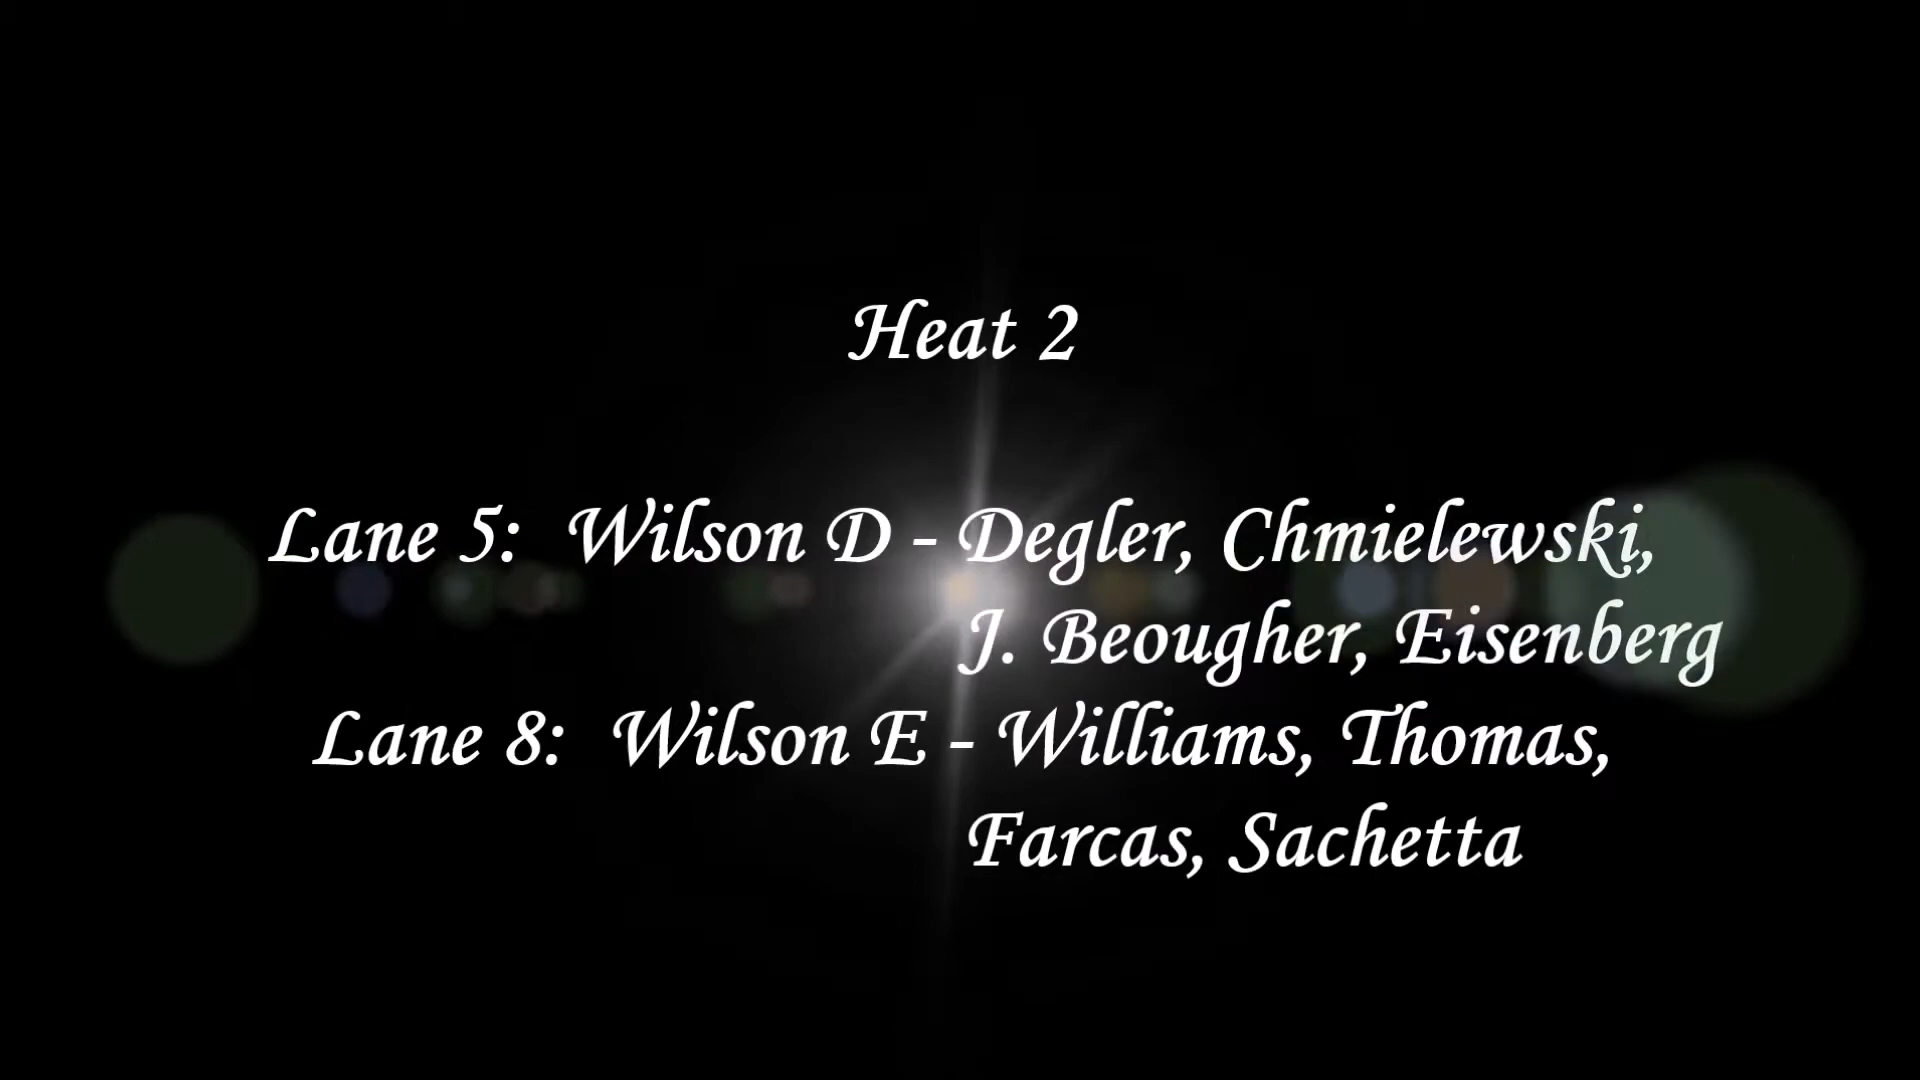 Heat 2
Lane 5: Wilson D - Degler, Chmielewski,
J. Beougher, Eisenberg
Lane 8: Wilson E - Williams, Thomas,
Farcas, Sachetta